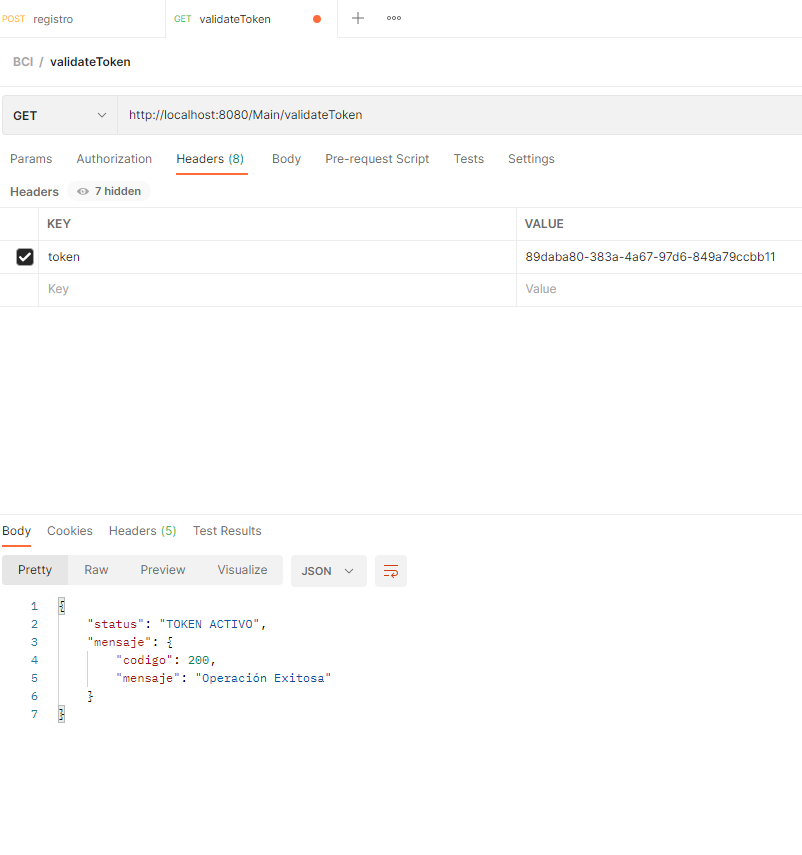 POST registro GET validateToken
BCI / validateToken
GET http://localhost:8080/Main/validateToken
Params Authorization Headers (8) Body Pre-request Script Tests Settings
Headers 7 hidden
KEY VALUE
token 89daba80-383a-4a67-97d6-849a79ccbb11
Key Value
Body Cookies Headers (5) Test Results
Pretty Raw Preview Visualize JSON
1 {
2 "status": "TOKEN ACTIVO",
3 "mensaje": {
4 "codigo": 200,
5 "mensaje": "Operación Exitosa"
6 }
7 }